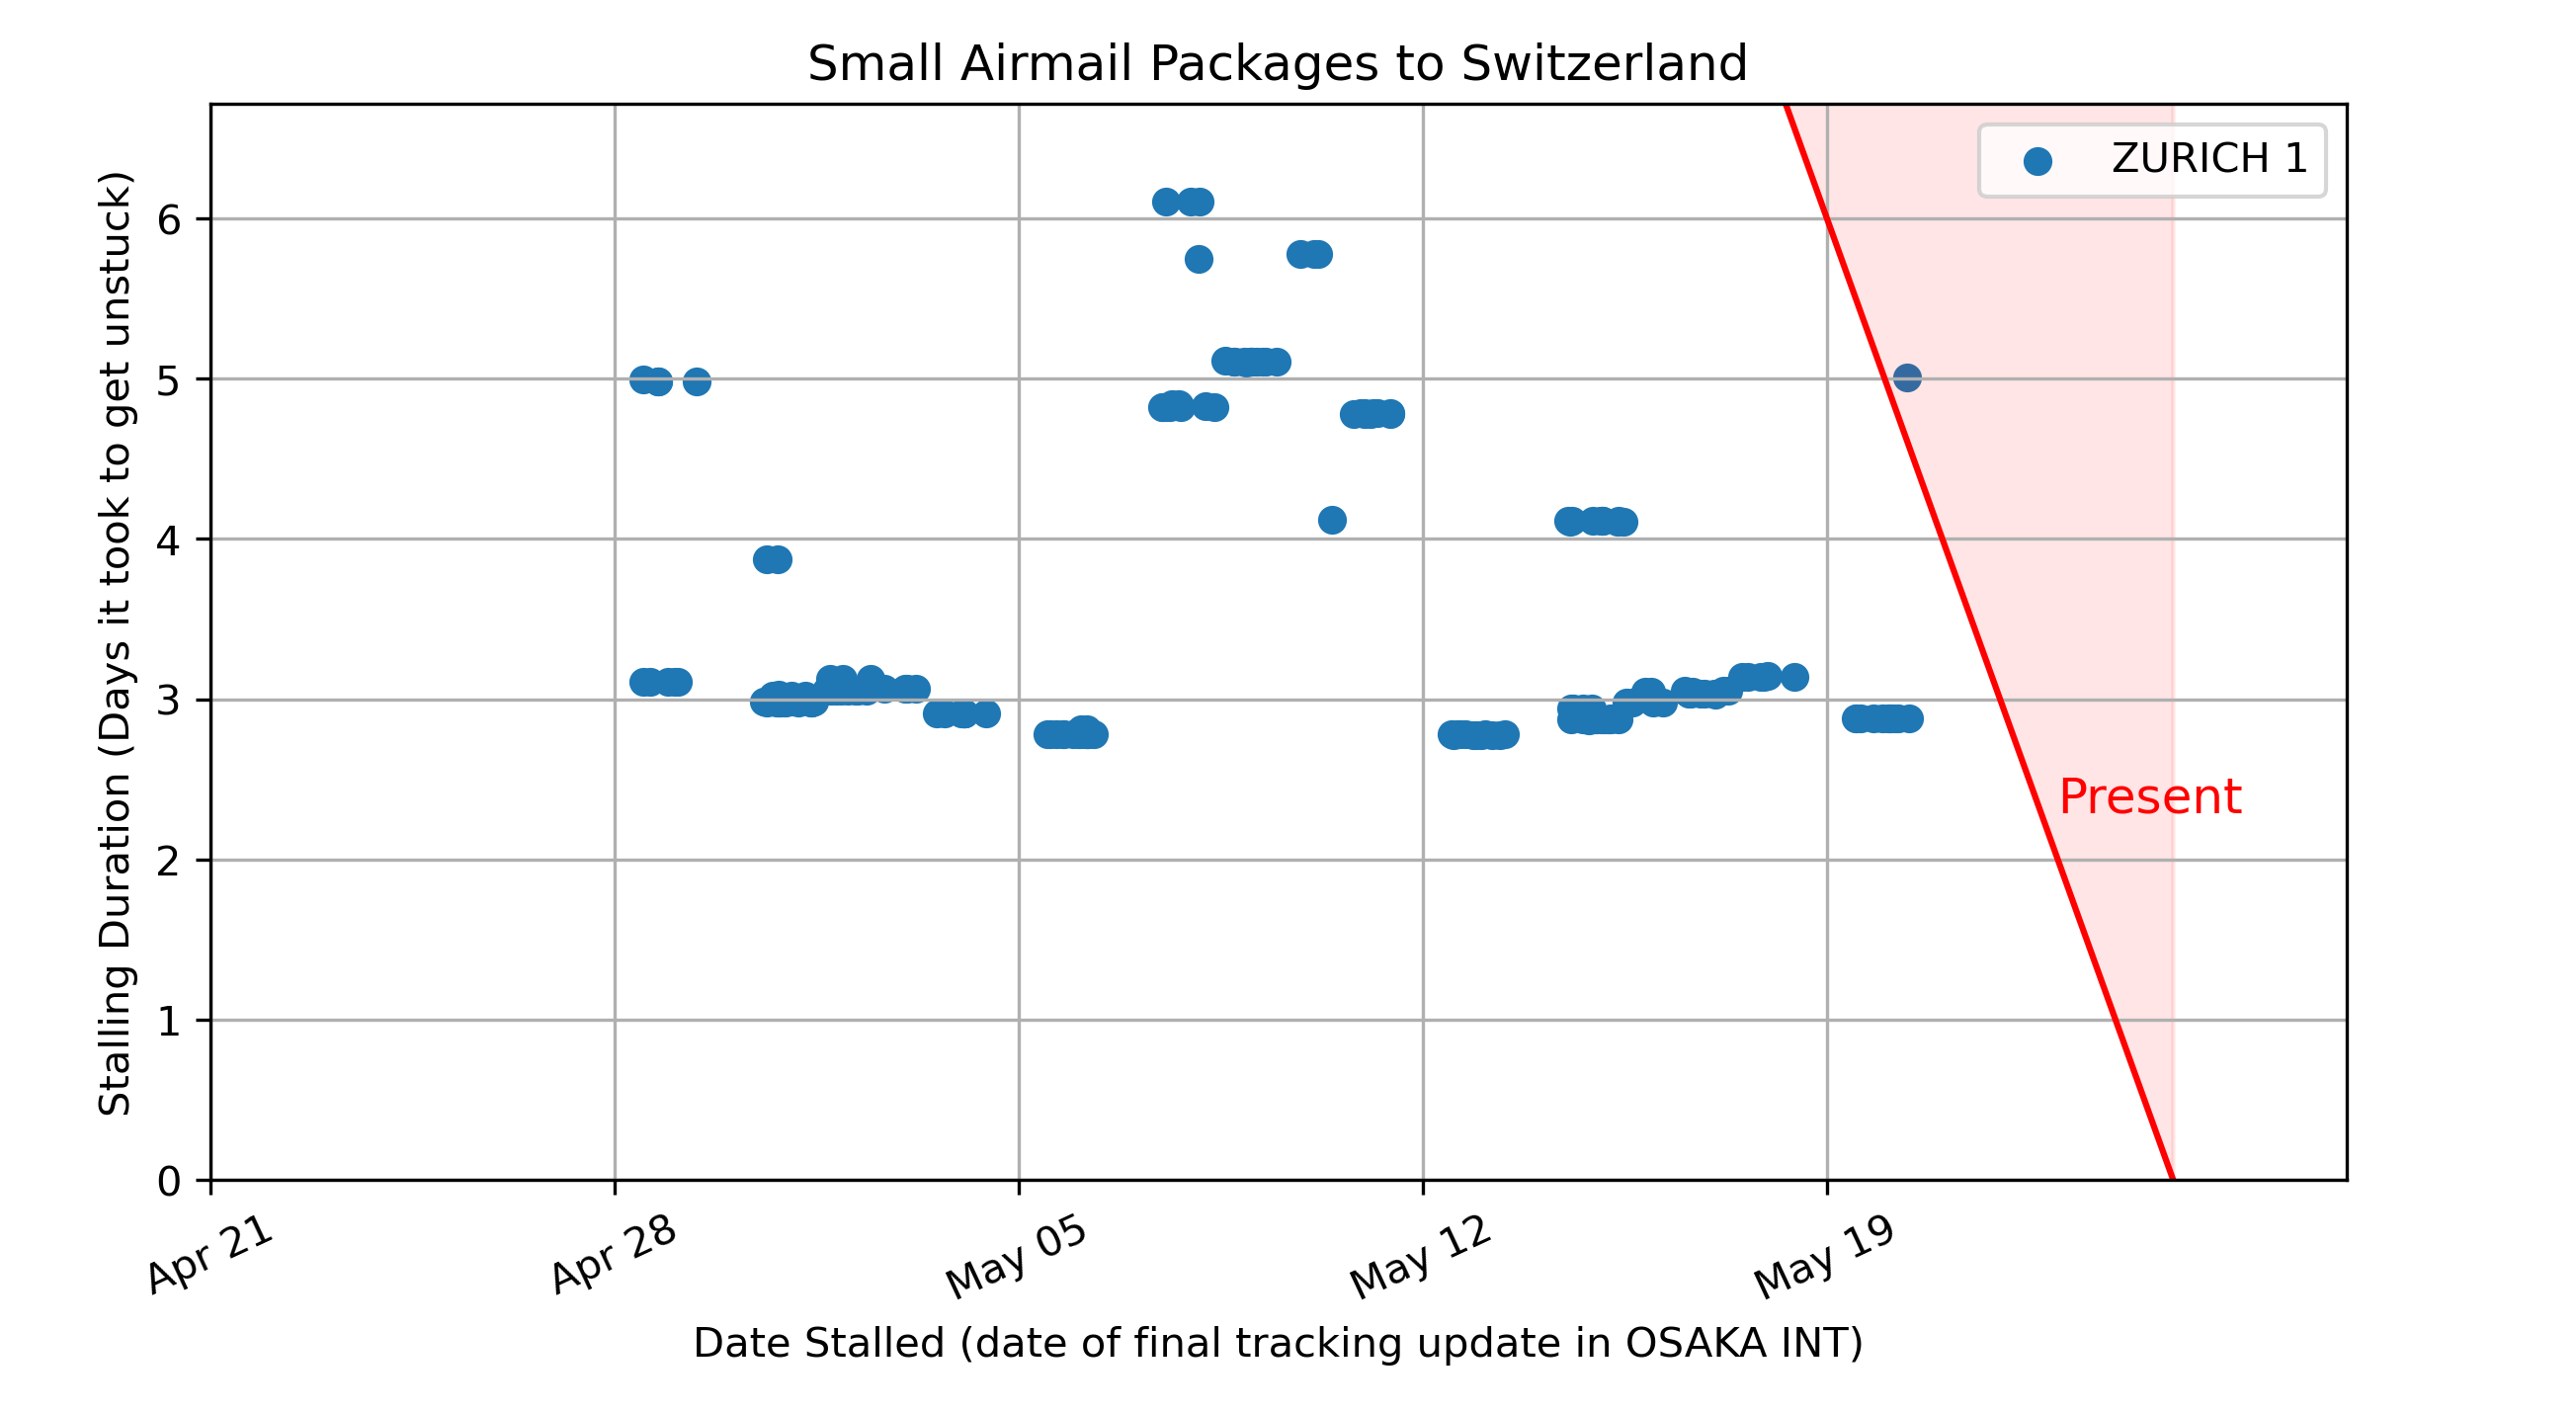 Small Airmail Packages to Switzerland
ZURICH 1
Stalling Duration (Days it took to get unstuck)
6
5
4
3
2
1
0
Present
Apr 21
Apr 28
May 05
May 12
May 19
Date Stalled (date of final tracking update in OSAKA INT)